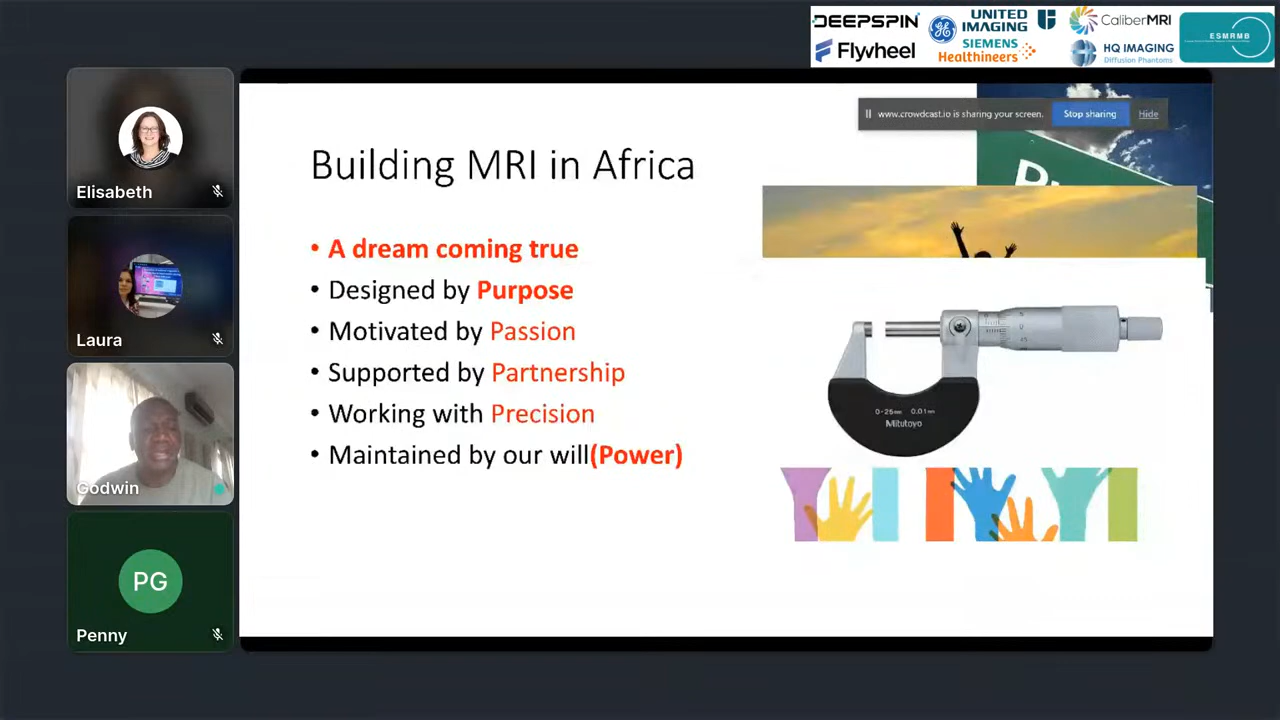 DEEPSPIN
UNITED
IMAGING
CaliberMRI
ESMRMB
Flywheel
GE
SIEMENS
Healthineers
HQ IMAGING
Diffusion Phantoms
www.crowdcast.io is sharing your screen.
Stop sharing
Hide
Building MRI in Africa
• A dream coming true
• Designed by Purpose
• Motivated by Passion
• Supported by Partnership
• Working with Precision
• Maintained by our will(Power)
0-25mm 0.01mm
Mitutoyo
Elisabeth
Laura
Godwin
PG
Penny